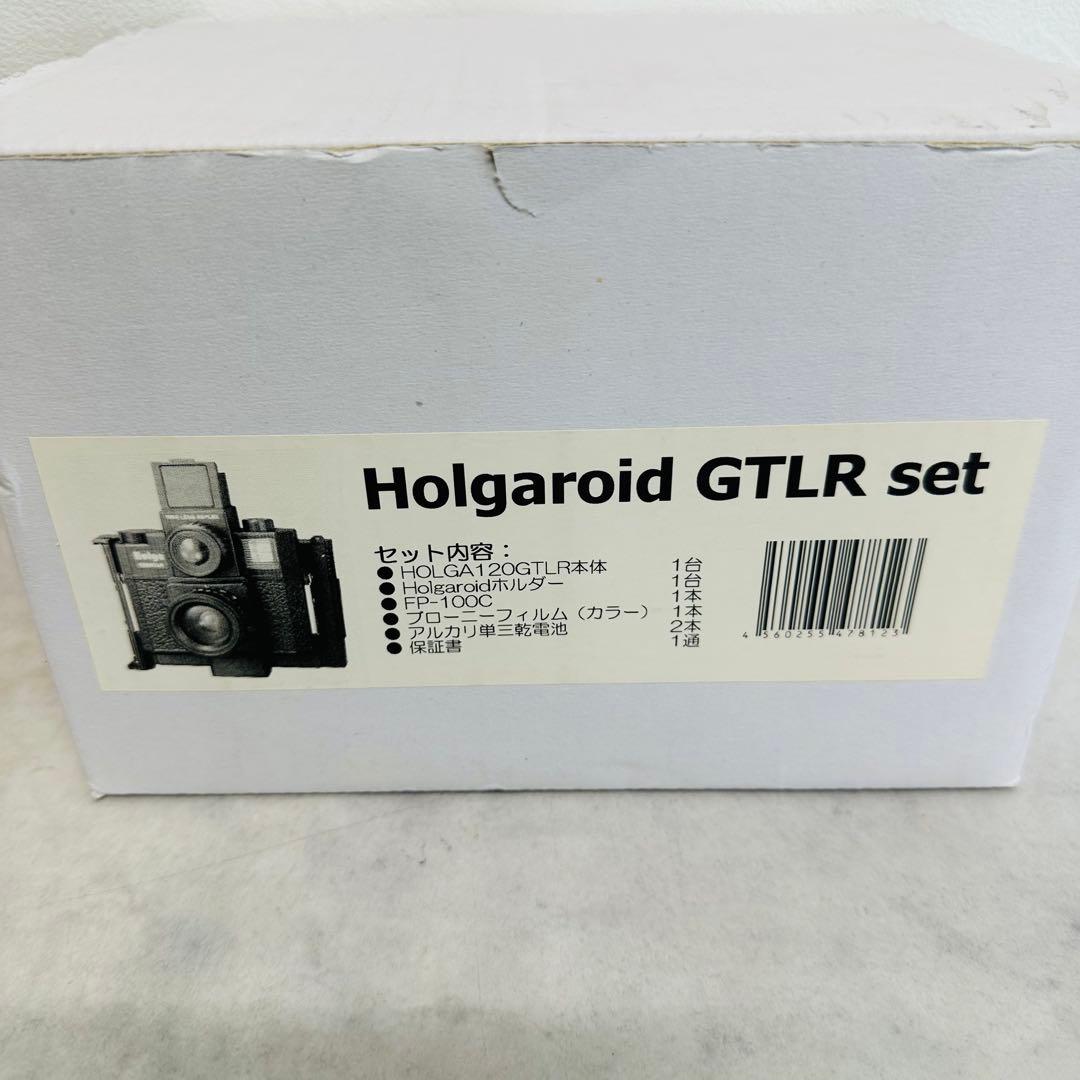 Holgaroid GTLR set
セット内容：
● HOLGA120GTLR本体 1台
● Holgaroidホルダー 1台
● FP-100C 1本
● ブローニーフィルム（カラー） 1本
● アルカリ単三乾電池 2本
● 保証書 1通
4 560255 478123
TWIN LENS REFLEX
Holga